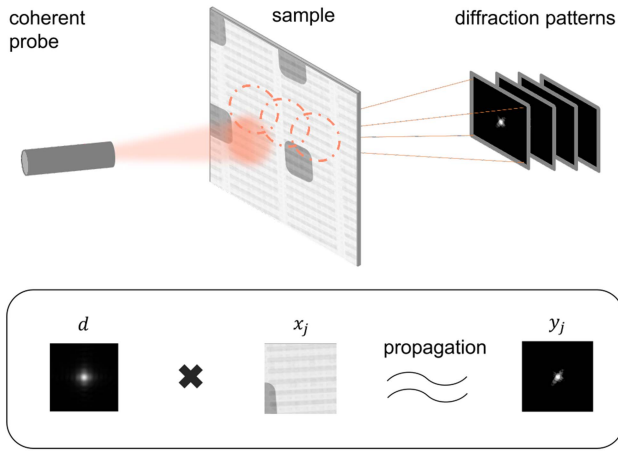 coherent
probe
sample
diffraction patterns
d
x_j
propagation
y_j